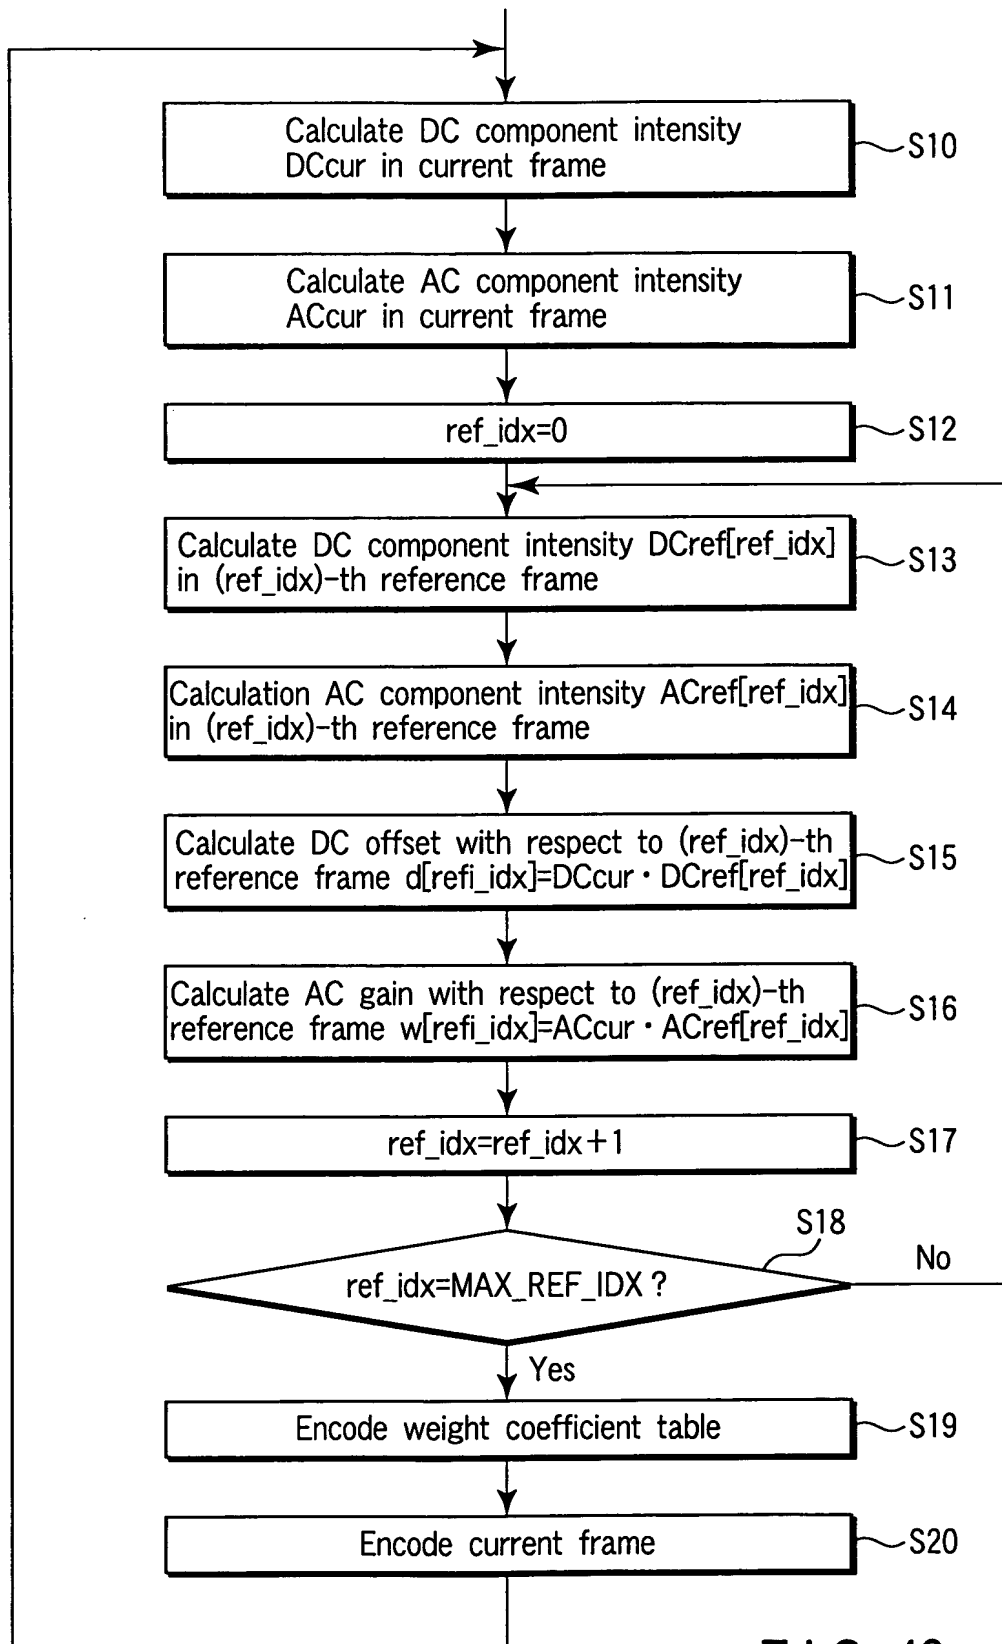 Calculate DC component intensity
DCcur in current frame
S10
Calculate AC component intensity
ACcur in current frame
S11
ref_idx=0
S12
Calculate DC component intensity DCref[ref_idx]
in (ref_idx)-th reference frame
S13
Calculation AC component intensity ACref[ref_idx]
in (ref_idx)-th reference frame
S14
Calculate DC offset with respect to (ref_idx)-th
reference frame d[refi_idx]=DCcur・DCref[ref_idx]
S15
Calculate AC gain with respect to (ref_idx)-th
reference frame w[refi_idx]=ACcur・ACref[ref_idx]
S16
ref_idx=ref_idx+1
S17
S18
ref_idx=MAX_REF_IDX ?
No
Yes
Encode weight coefficient table
S19
Encode current frame
S20